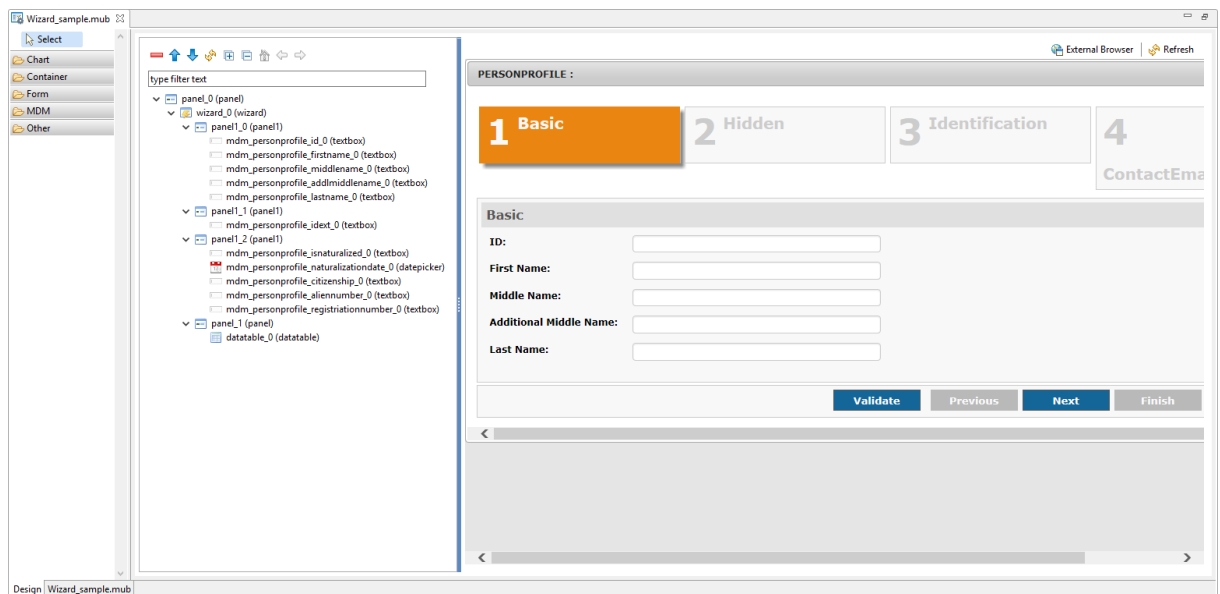 Wizard_sample.mub
Select
Chart
Container
Form
MDM
Other
type filter text
panel_0 (panel)
wizard_0 (wizard)
panel1_0 (panel1)
mdm_personprofile_id_0 (textbox)
mdm_personprofile_firstname_0 (textbox)
mdm_personprofile_middlename_0 (textbox)
mdm_personprofile_addlmiddlename_0 (textbox)
mdm_personprofile_lastname_0 (textbox)
panel1_1 (panel1)
mdm_personprofile_idext_0 (textbox)
panel1_2 (panel1)
mdm_personprofile_isnaturalized_0 (textbox)
mdm_personprofile_naturalizationdate_0 (datepicker)
mdm_personprofile_citizenship_0 (textbox)
mdm_personprofile_aliennumber_0 (textbox)
mdm_personprofile_registriationnumber_0 (textbox)
panel_1 (panel)
datatable_0 (datatable)
External Browser Refresh
PERSONPROFILE :
1 Basic
2 Hidden
3 Identification
4
ContactEma
Basic
ID:
First Name:
Middle Name:
Additional Middle Name:
Last Name:
Validate Previous Next Finish
Design Wizard_sample.mub